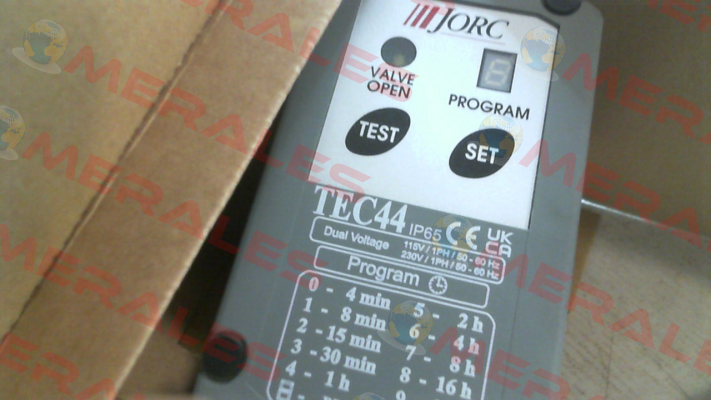 JORC
VALVE
OPEN
PROGRAM
TEST
SET
TEC44 IP65 CE UK
CA
Dual Voltage 115V / 1PH / 50 - 60 Hz
230V / 1PH / 50 - 60 Hz
Program
0 - 4 min 5 - 2 h
1 - 8 min 6 - 4 h
2 - 15 min 7 - 8 h
3 - 30 min 8 - 16 h
4 - 1 h 9
MERALES